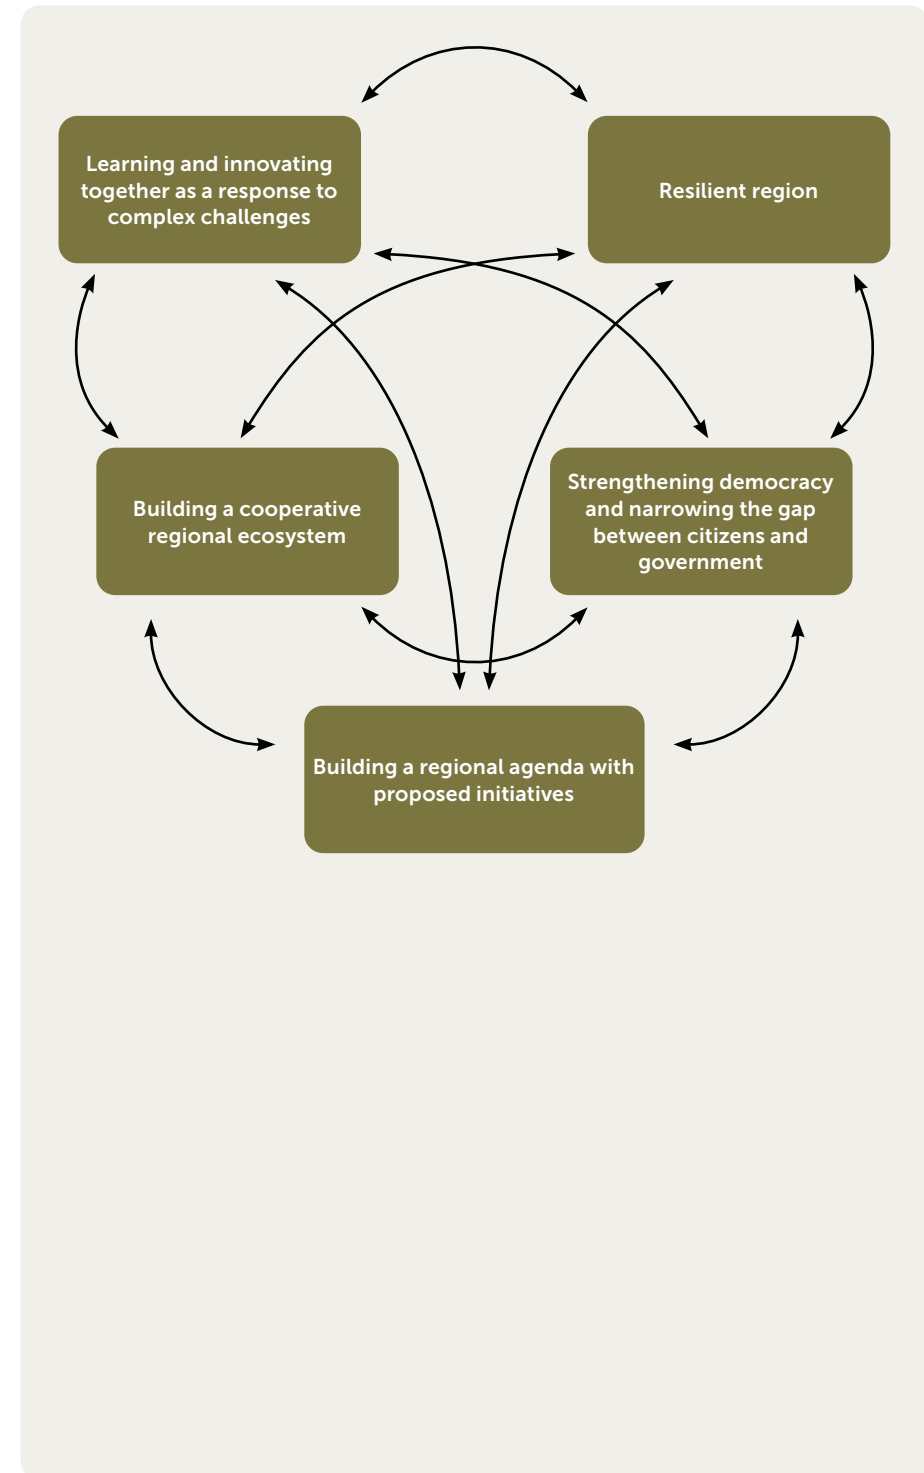 Learning and innovating
together as a response to
complex challenges
Resilient region
Building a cooperative
regional ecosystem
Strengthening democracy
and narrowing the gap
between citizens and
government
Building a regional agenda with
proposed initiatives